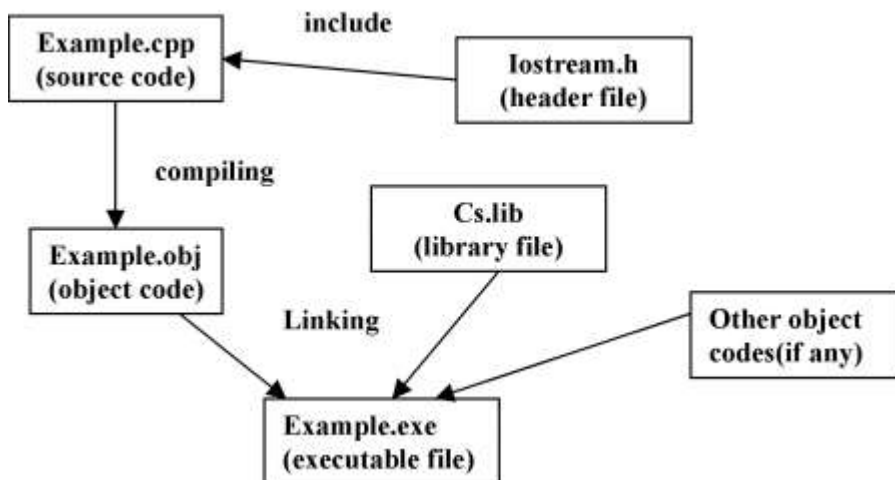 include
Example.cpp
(source code)
Iostream.h
(header file)
compiling
Cs.lib
(library file)
Example.obj
(object code)
Linking
Other object
codes(if any)
Example.exe
(executable file)